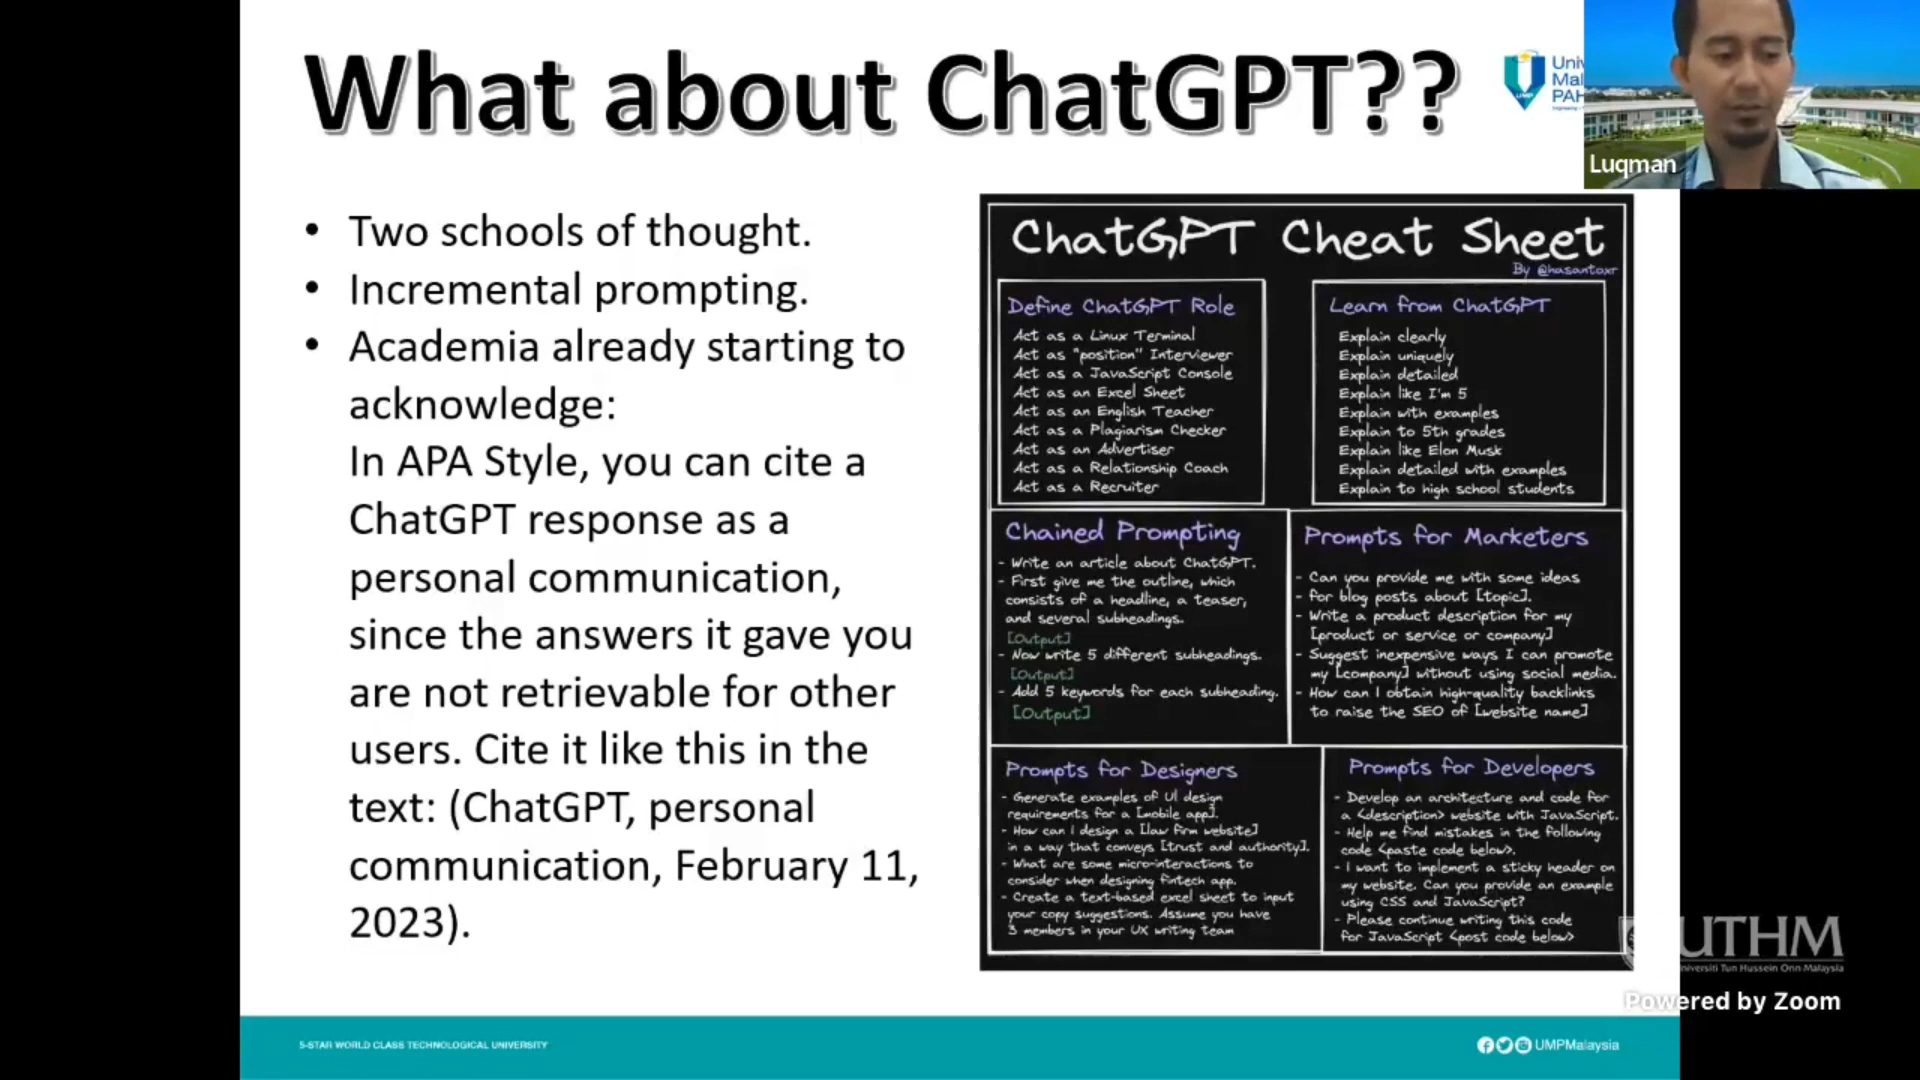 What about ChatGPT??
Univ
Mal
PAH
UMP
Luqman
• Two schools of thought.
• Incremental prompting.
• Academia already starting to
acknowledge:
In APA Style, you can cite a
ChatGPT response as a
personal communication,
since the answers it gave you
are not retrievable for other
users. Cite it like this in the
text: (ChatGPT, personal
communication, February 11,
2023).
ChatGPT Cheat Sheet
By @hasantoxr
Define ChatGPT Role
Act as a Linux Terminal
Act as "position" Interviewer
Act as a JavaScript Console
Act as an Excel Sheet
Act as an English Teacher
Act as a Plagiarism Checker
Act as an Advertiser
Act as a Relationship Coach
Act as a Recruiter
Learn from ChatGPT
Explain clearly
Explain uniquely
Explain detailed
Explain like I'm 5
Explain with examples
Explain to 5th grades
Explain like Elon Musk
Explain detailed with examples
Explain to high school students
Chained Prompting
- Write an article about ChatGPT.
- First give me the outline, which
consists of a headline, a teaser,
and several subheadings.
[Output]
- Now write 5 different subheadings.
[Output]
- Add 5 keywords for each subheading.
[Output]
Prompts for Marketers
- Can you provide me with some ideas
- for blog posts about [topic].
- Write a product description for my
[product or service or company]
- Suggest inexpensive ways I can promote
my [company] without using social media.
- How can I obtain high-quality backlinks
to raise the SEO of [website name]
Prompts for Designers
- Generate examples of UI design
requirements for a [mobile app].
- How can I design a [law firm website]
in a way that conveys [trust and authority].
- What are some micro-interactions to
consider when designing fintech app.
- Create a text-based excel sheet to input
your copy suggestions. Assume you have
3 members in your UX writing team
Prompts for Developers
- Develop an architecture and code for
a <description> website with JavaScript.
- Help me find mistakes in the following
code <paste code below>.
- I want to implement a sticky header on
my website. Can you provide an example
using CSS and JavaScript?
- Please continue writing this code
for JavaScript <post code below>
UTHM
Universiti Tun Hussein Onn Malaysia
Powered by Zoom
5-STAR WORLD CLASS TECHNOLOGICAL UNIVERSITY
UMPMalaysia